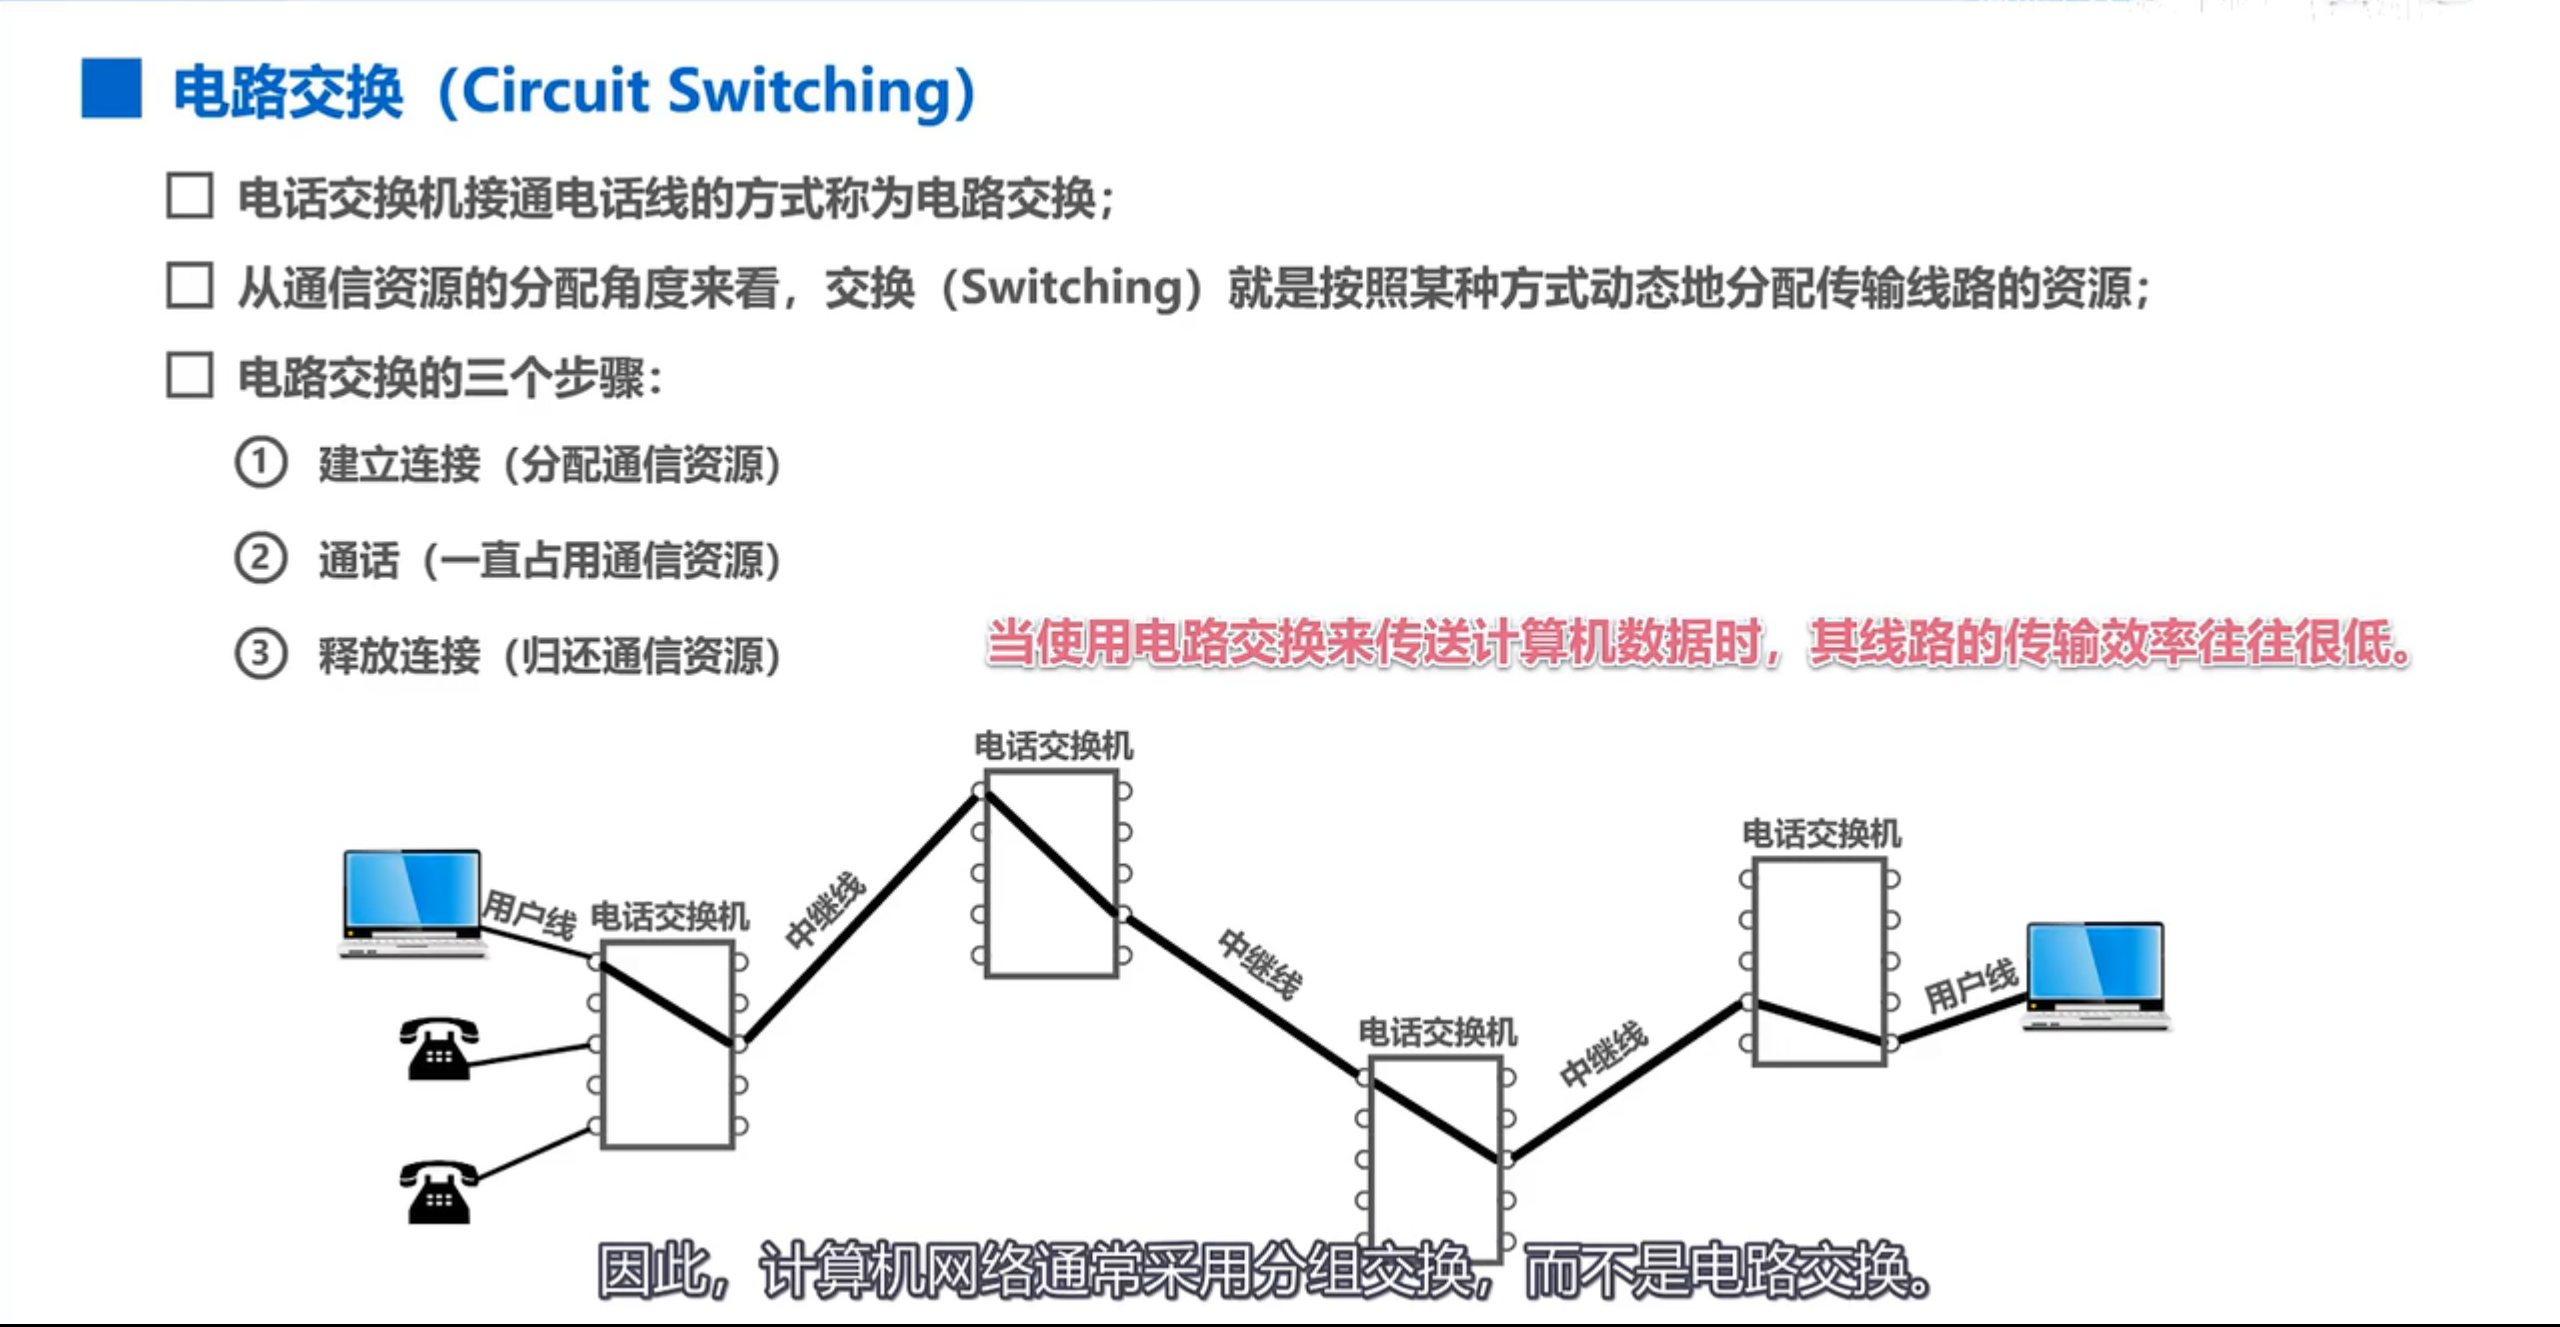 电路交换（Circuit Switching）
电话交换机接通电话线的方式称为电路交换；
从通信资源的分配角度来看，交换（Switching）就是按照某种方式动态地分配传输线路的资源；
电路交换的三个步骤：
① 建立连接（分配通信资源）
② 通话（一直占用通信资源）
③ 释放连接（归还通信资源）
当使用电路交换来传送计算机数据时，其线路的传输效率往往很低。
电话交换机
电话交换机
用户线
电话交换机
中继线
中继线
用户线
电话交换机
中继线
因此，计算机网络通常采用分组交换，而不是电路交换。